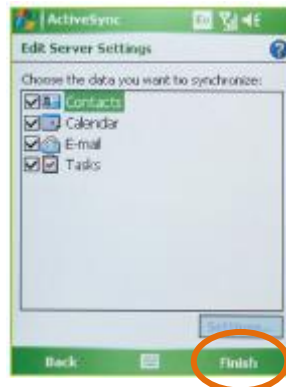 ActiveSync
Edit Server Settings
Choose the data you want to synchronize:
Contacts
Calendar
E-mail
Tasks
Settings...
Back
Finish